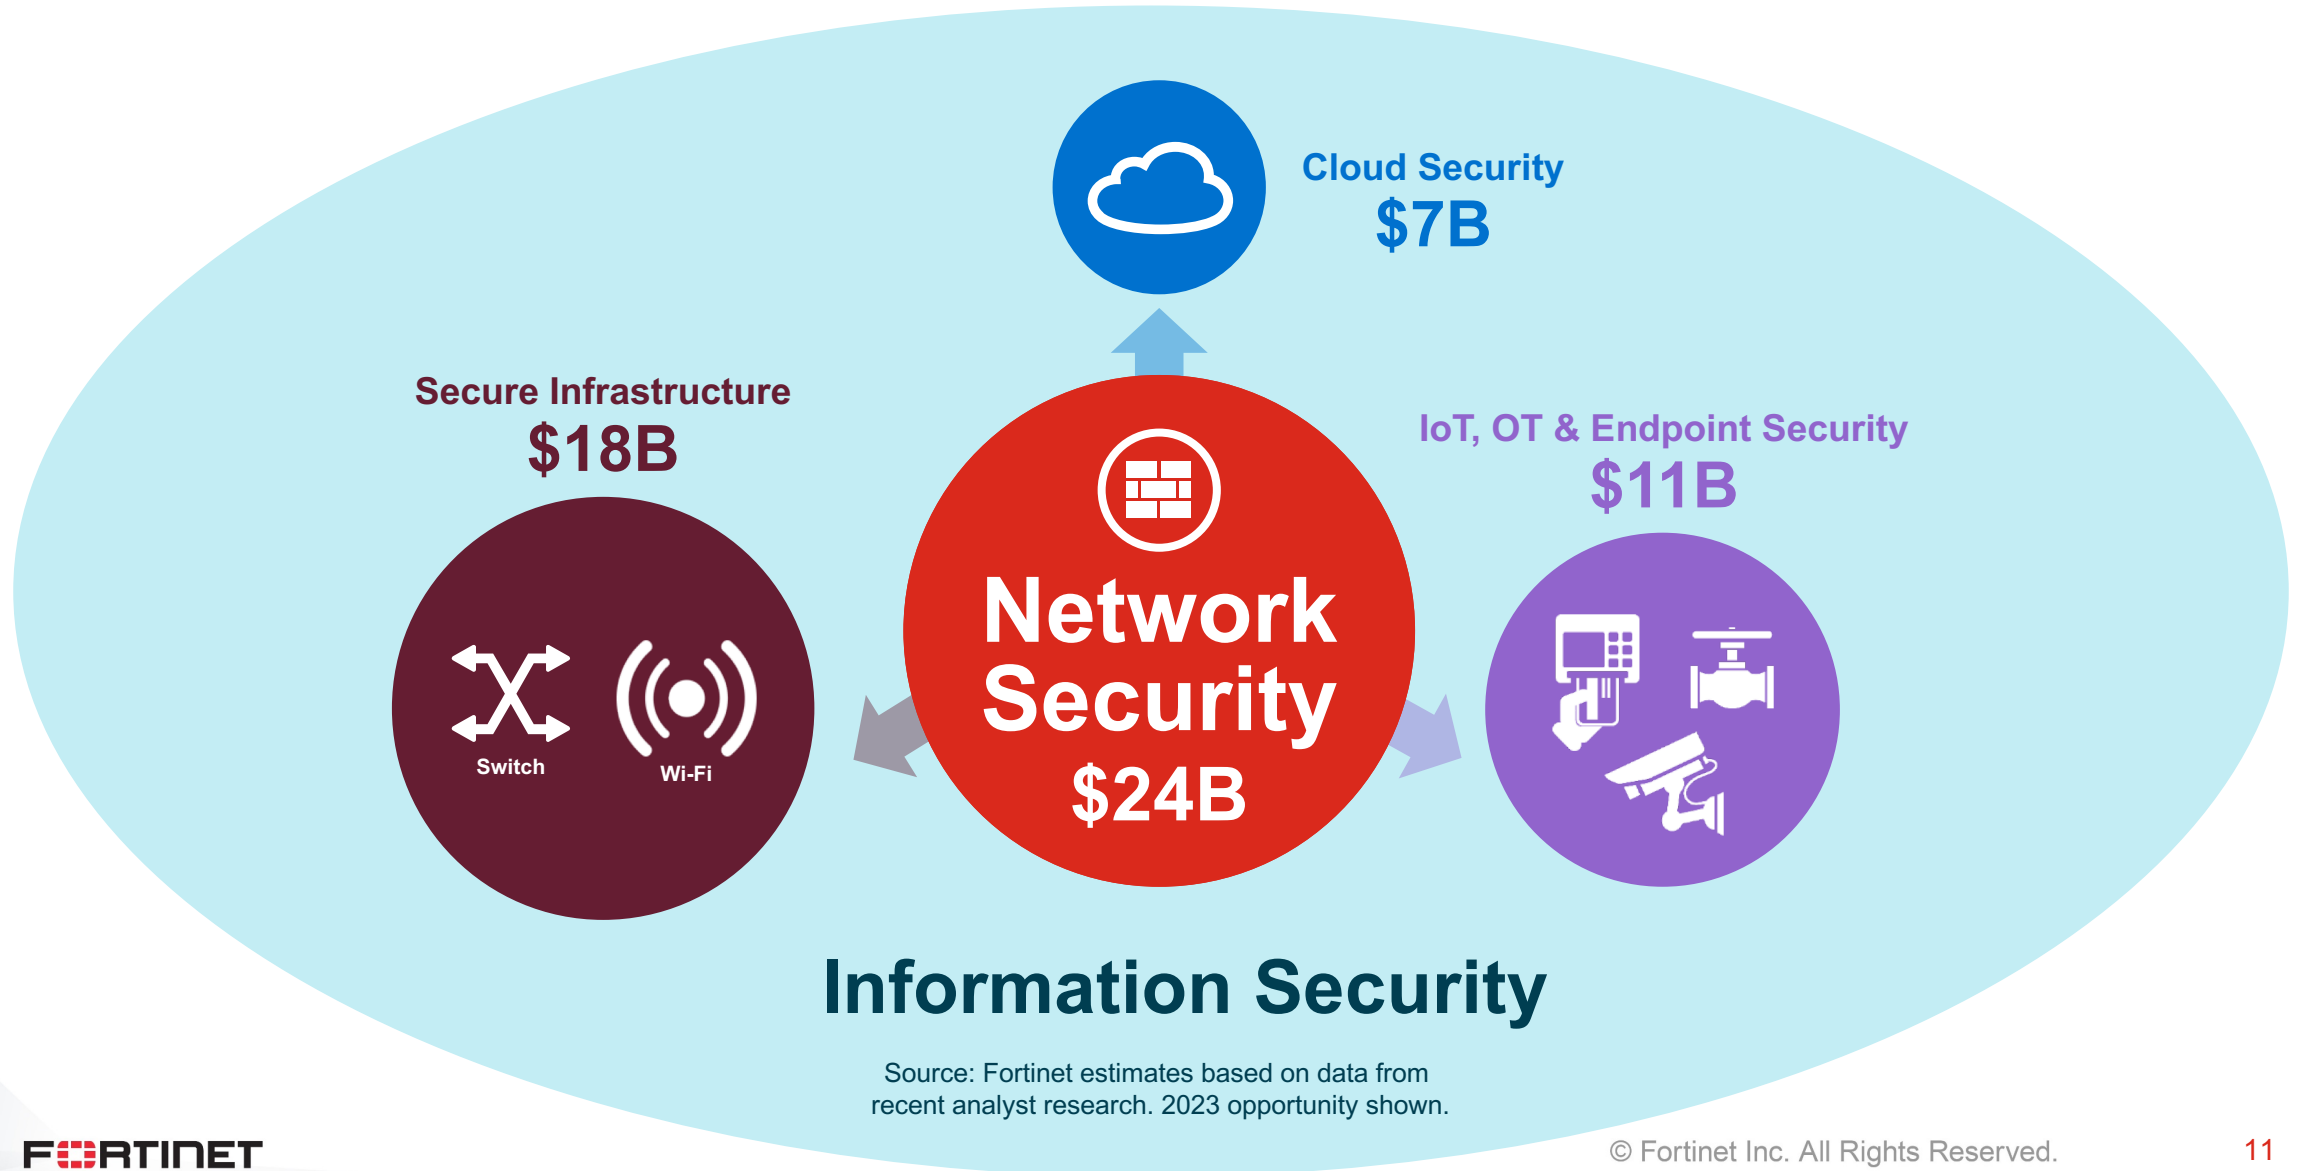 Cloud Security
$7B
Secure Infrastructure
$18B
IoT, OT & Endpoint Security
$11B
Network
Security
$24B
Switch
Wi-Fi
Information Security
Source: Fortinet estimates based on data from
recent analyst research. 2023 opportunity shown.
FORTINET
© Fortinet Inc. All Rights Reserved.
11